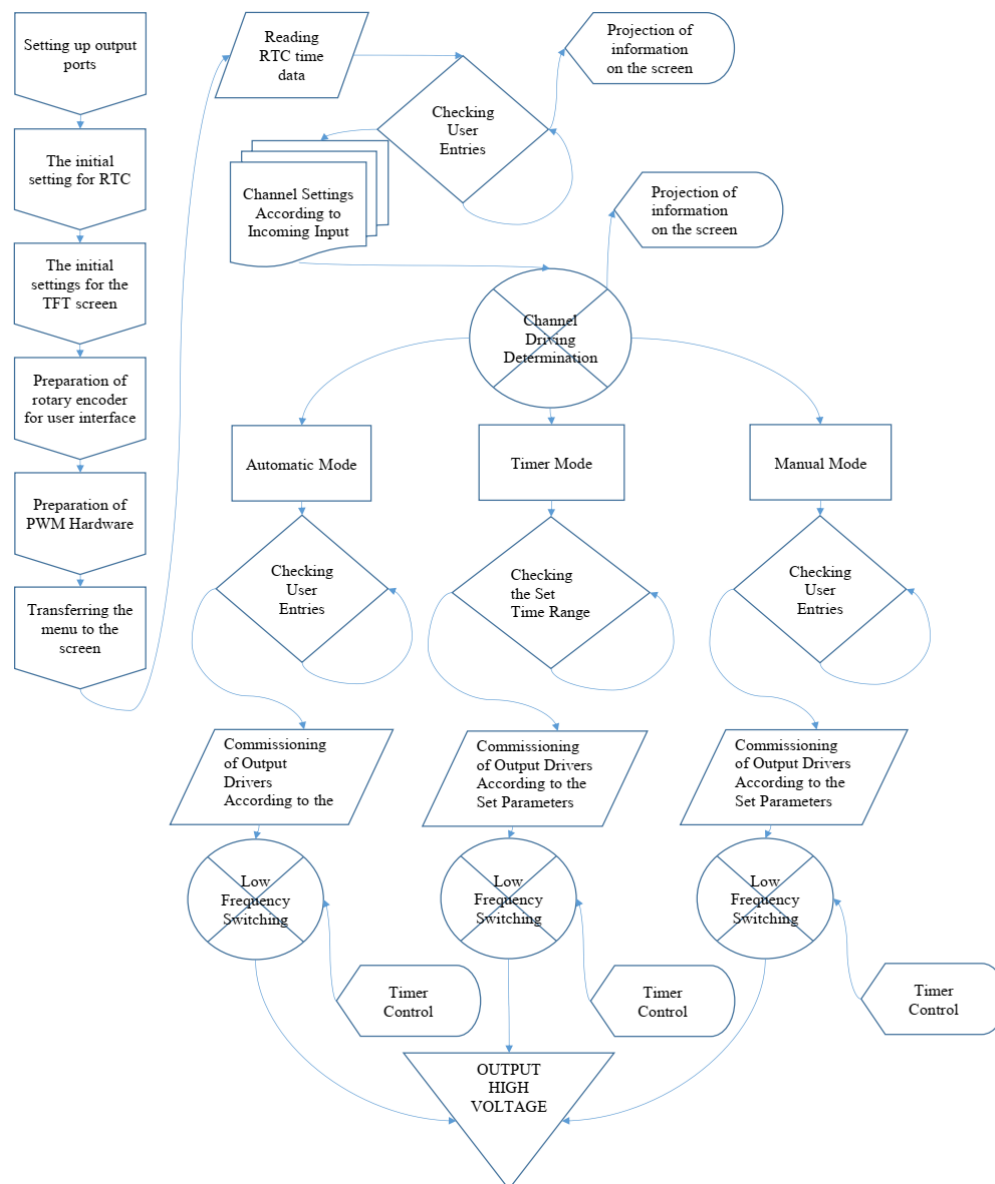 Setting up output
ports
The initial
setting for RTC
The initial
settings for the
TFT screen
Preparation of
rotary encoder
for user interface
Preparation of
PWM Hardware
Transferring the
menu to the
screen
Reading
RTC time
data
Checking
User
Entries
Projection of
information
on the screen
Channel Settings
According to
Incoming Input
Projection of
information
on the screen
Channel
Driving
Determination
Automatic Mode
Timer Mode
Manual Mode
Checking
User
Entries
Checking
the Set
Time Range
Checking
User
Entries
Commissioning
of Output
Drivers
According to the
Commissioning
of Output Drivers
According to the
Set Parameters
Commissioning
of Output Drivers
According to the
Set Parameters
Low
Frequency
Switching
Low
Frequency
Switching
Low
Frequency
Switching
Timer
Control
Timer
Control
Timer
Control
OUTPUT
HIGH
VOLTAGE